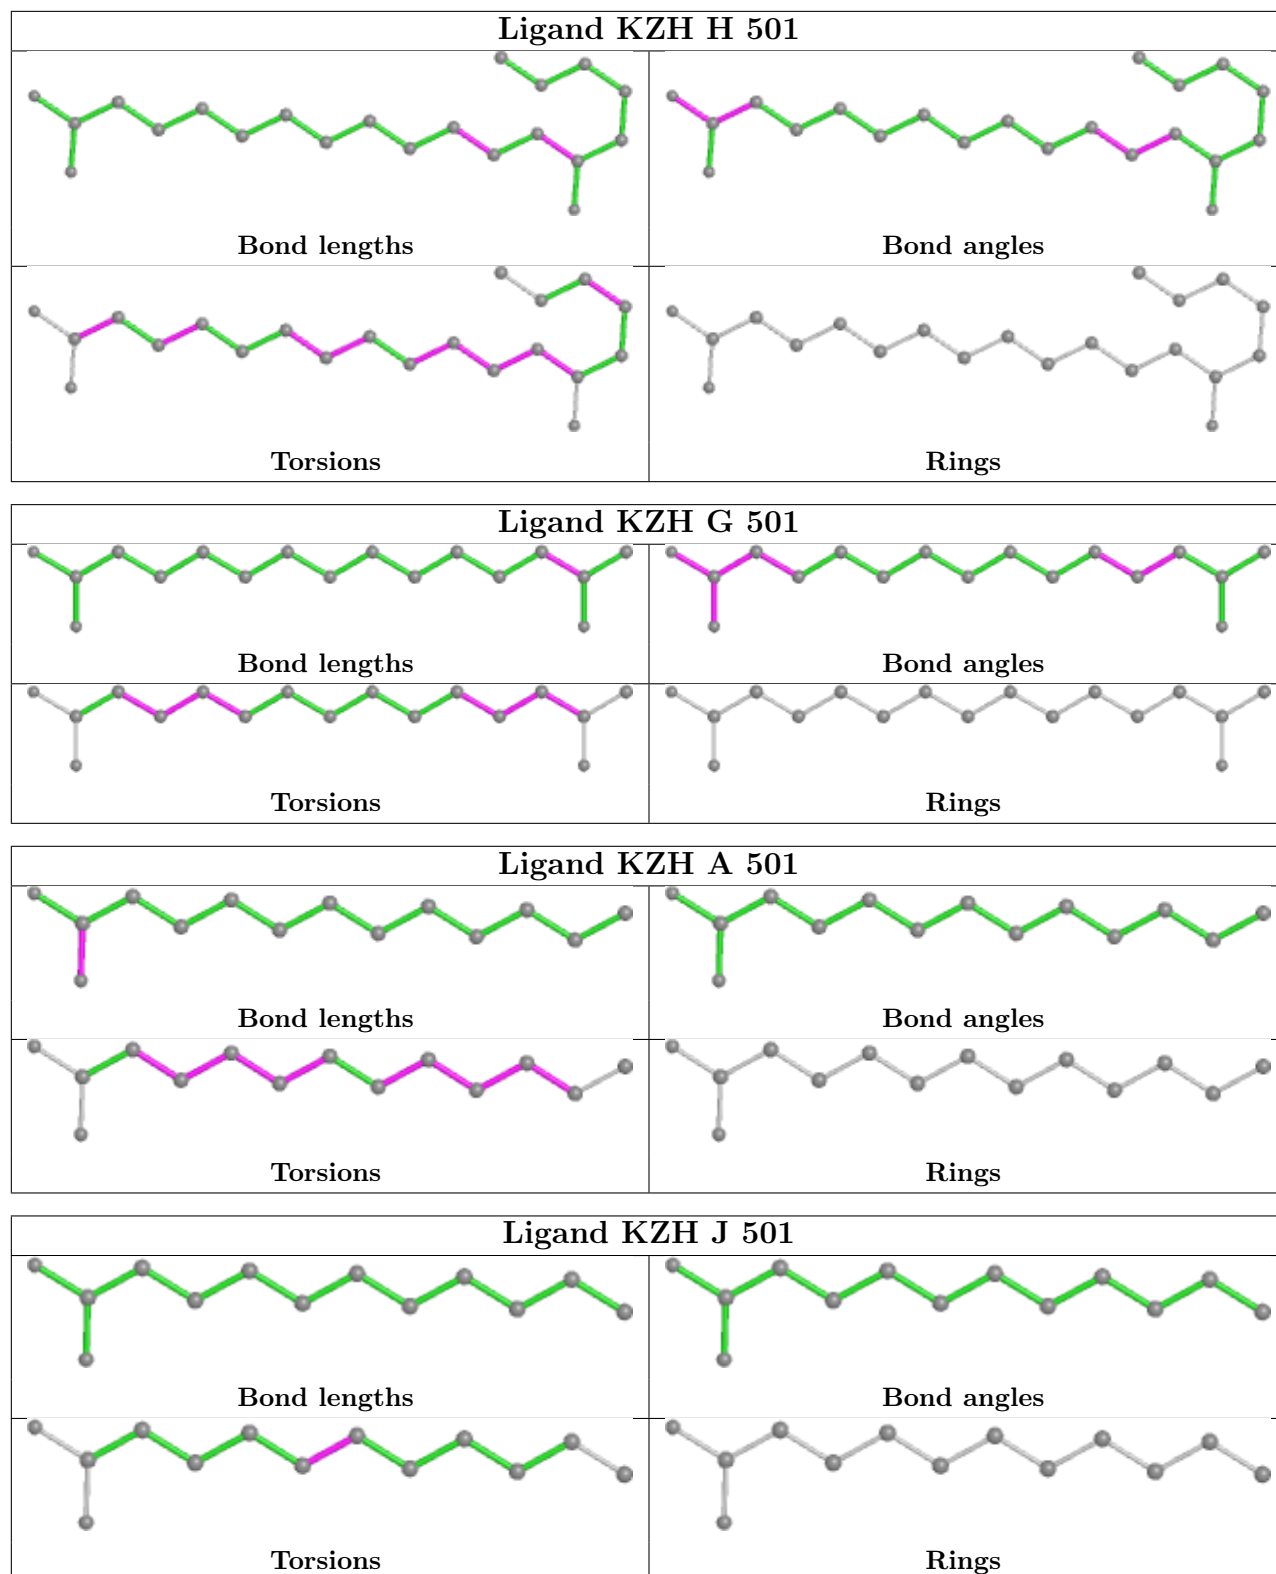 Ligand KZH H 501
Bond lengths
Bond angles
Torsions
Rings
Ligand KZH G 501
Bond lengths
Bond angles
Torsions
Rings
Ligand KZH A 501
Bond lengths
Bond angles
Torsions
Rings
Ligand KZH J 501
Bond lengths
Bond angles
Torsions
Rings